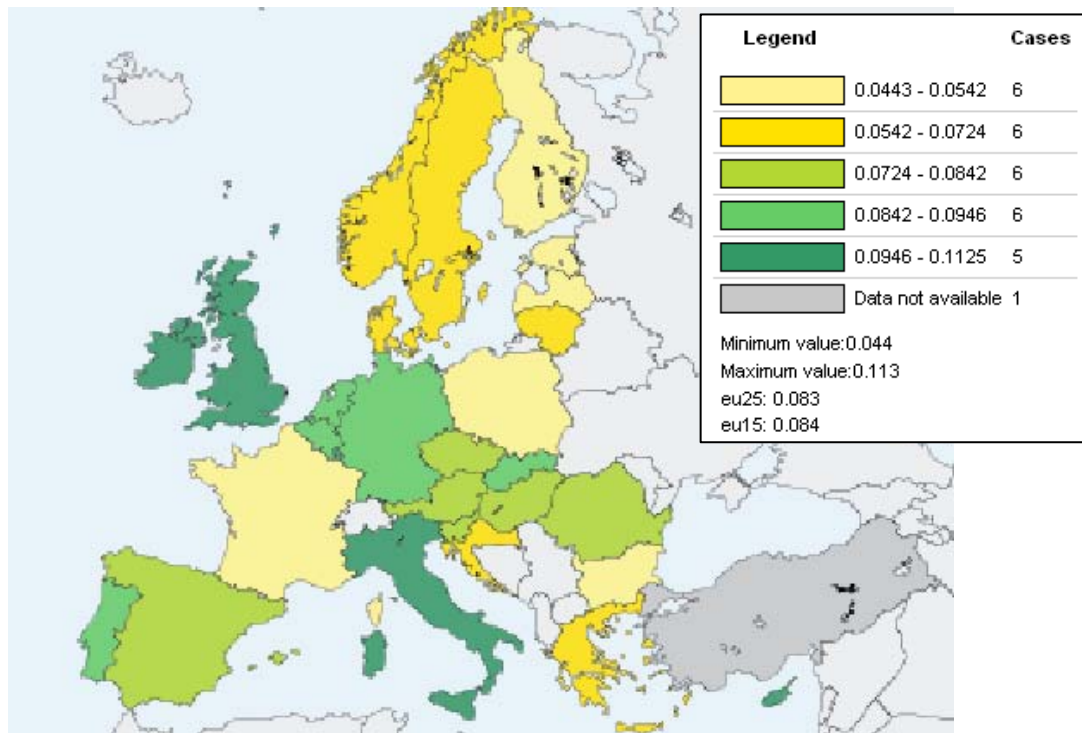 Legend Cases
0.0443 - 0.0542 6
0.0542 - 0.0724 6
0.0724 - 0.0842 6
0.0842 - 0.0946 6
0.0946 - 0.1125 5
Data not available 1
Minimum value:0.044
Maximum value:0.113
eu25: 0.083
eu15: 0.084